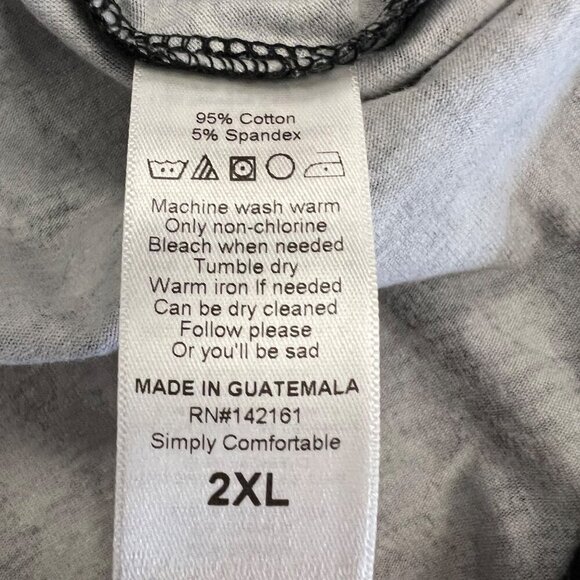 95% Cotton
5% Spandex
Machine wash warm
Only non-chlorine
Bleach when needed
Tumble dry
Warm iron If needed
Can be dry cleaned
Follow please
Or you'll be sad
MADE IN GUATEMALA
RN#142161
Simply Comfortable
2XL